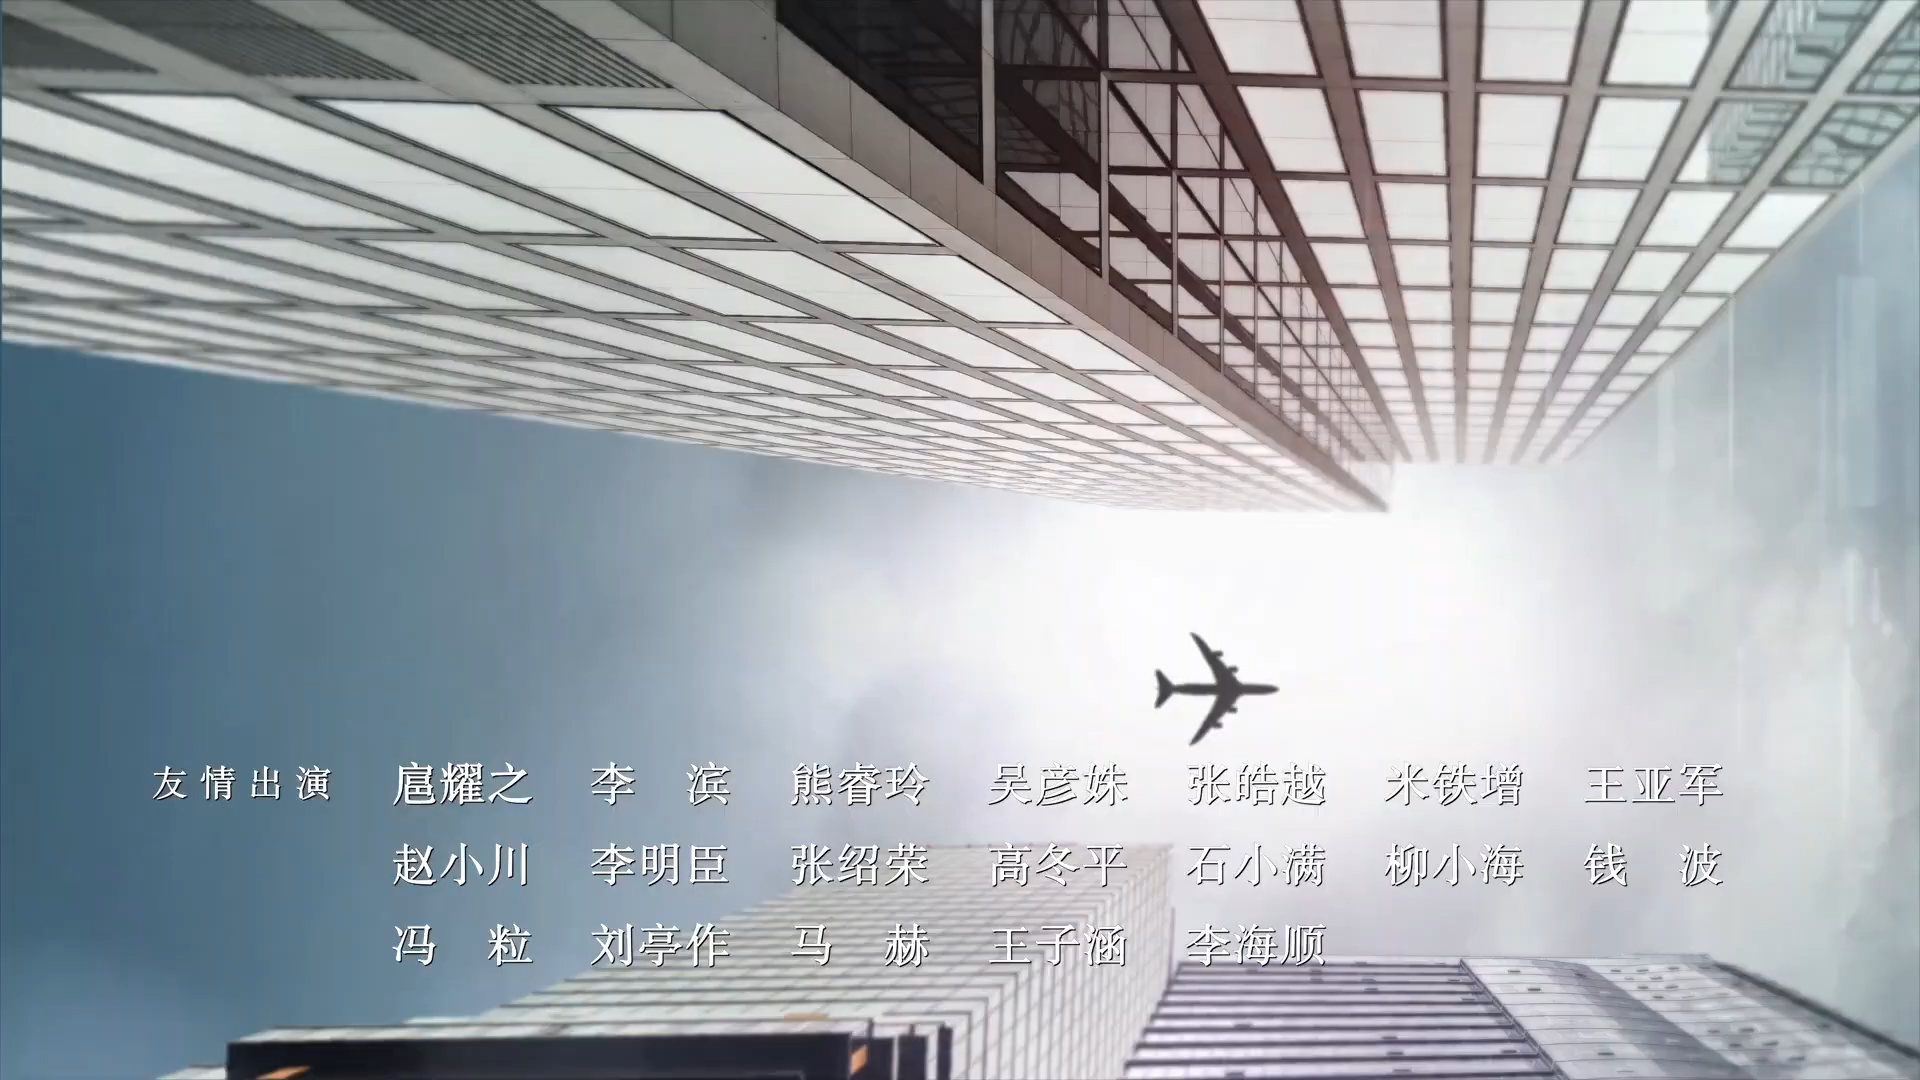 友情出演 扈耀之 李 滨 熊睿玲 吴彦姝 张皓越 米铁增 王亚军
赵小川 李明臣 张绍荣 高冬平 石小满 柳小海 钱 波
冯 粒 刘亭作 马 赫 王子涵 李海顺